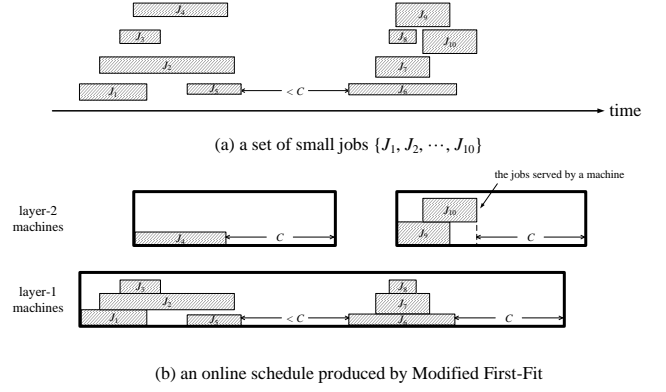 J4
J9
J3
J8
J10
J2
J7
J1
J5
< C
J6
time
(a) a set of small jobs {J1, J2, ⋯, J10}
the jobs served by a machine
layer-2
machines
J10
J4
C
J9
C
layer-1
machines
J3
J8
J2
J7
J1
J5
< C
J6
C
(b) an online schedule produced by Modified First-Fit